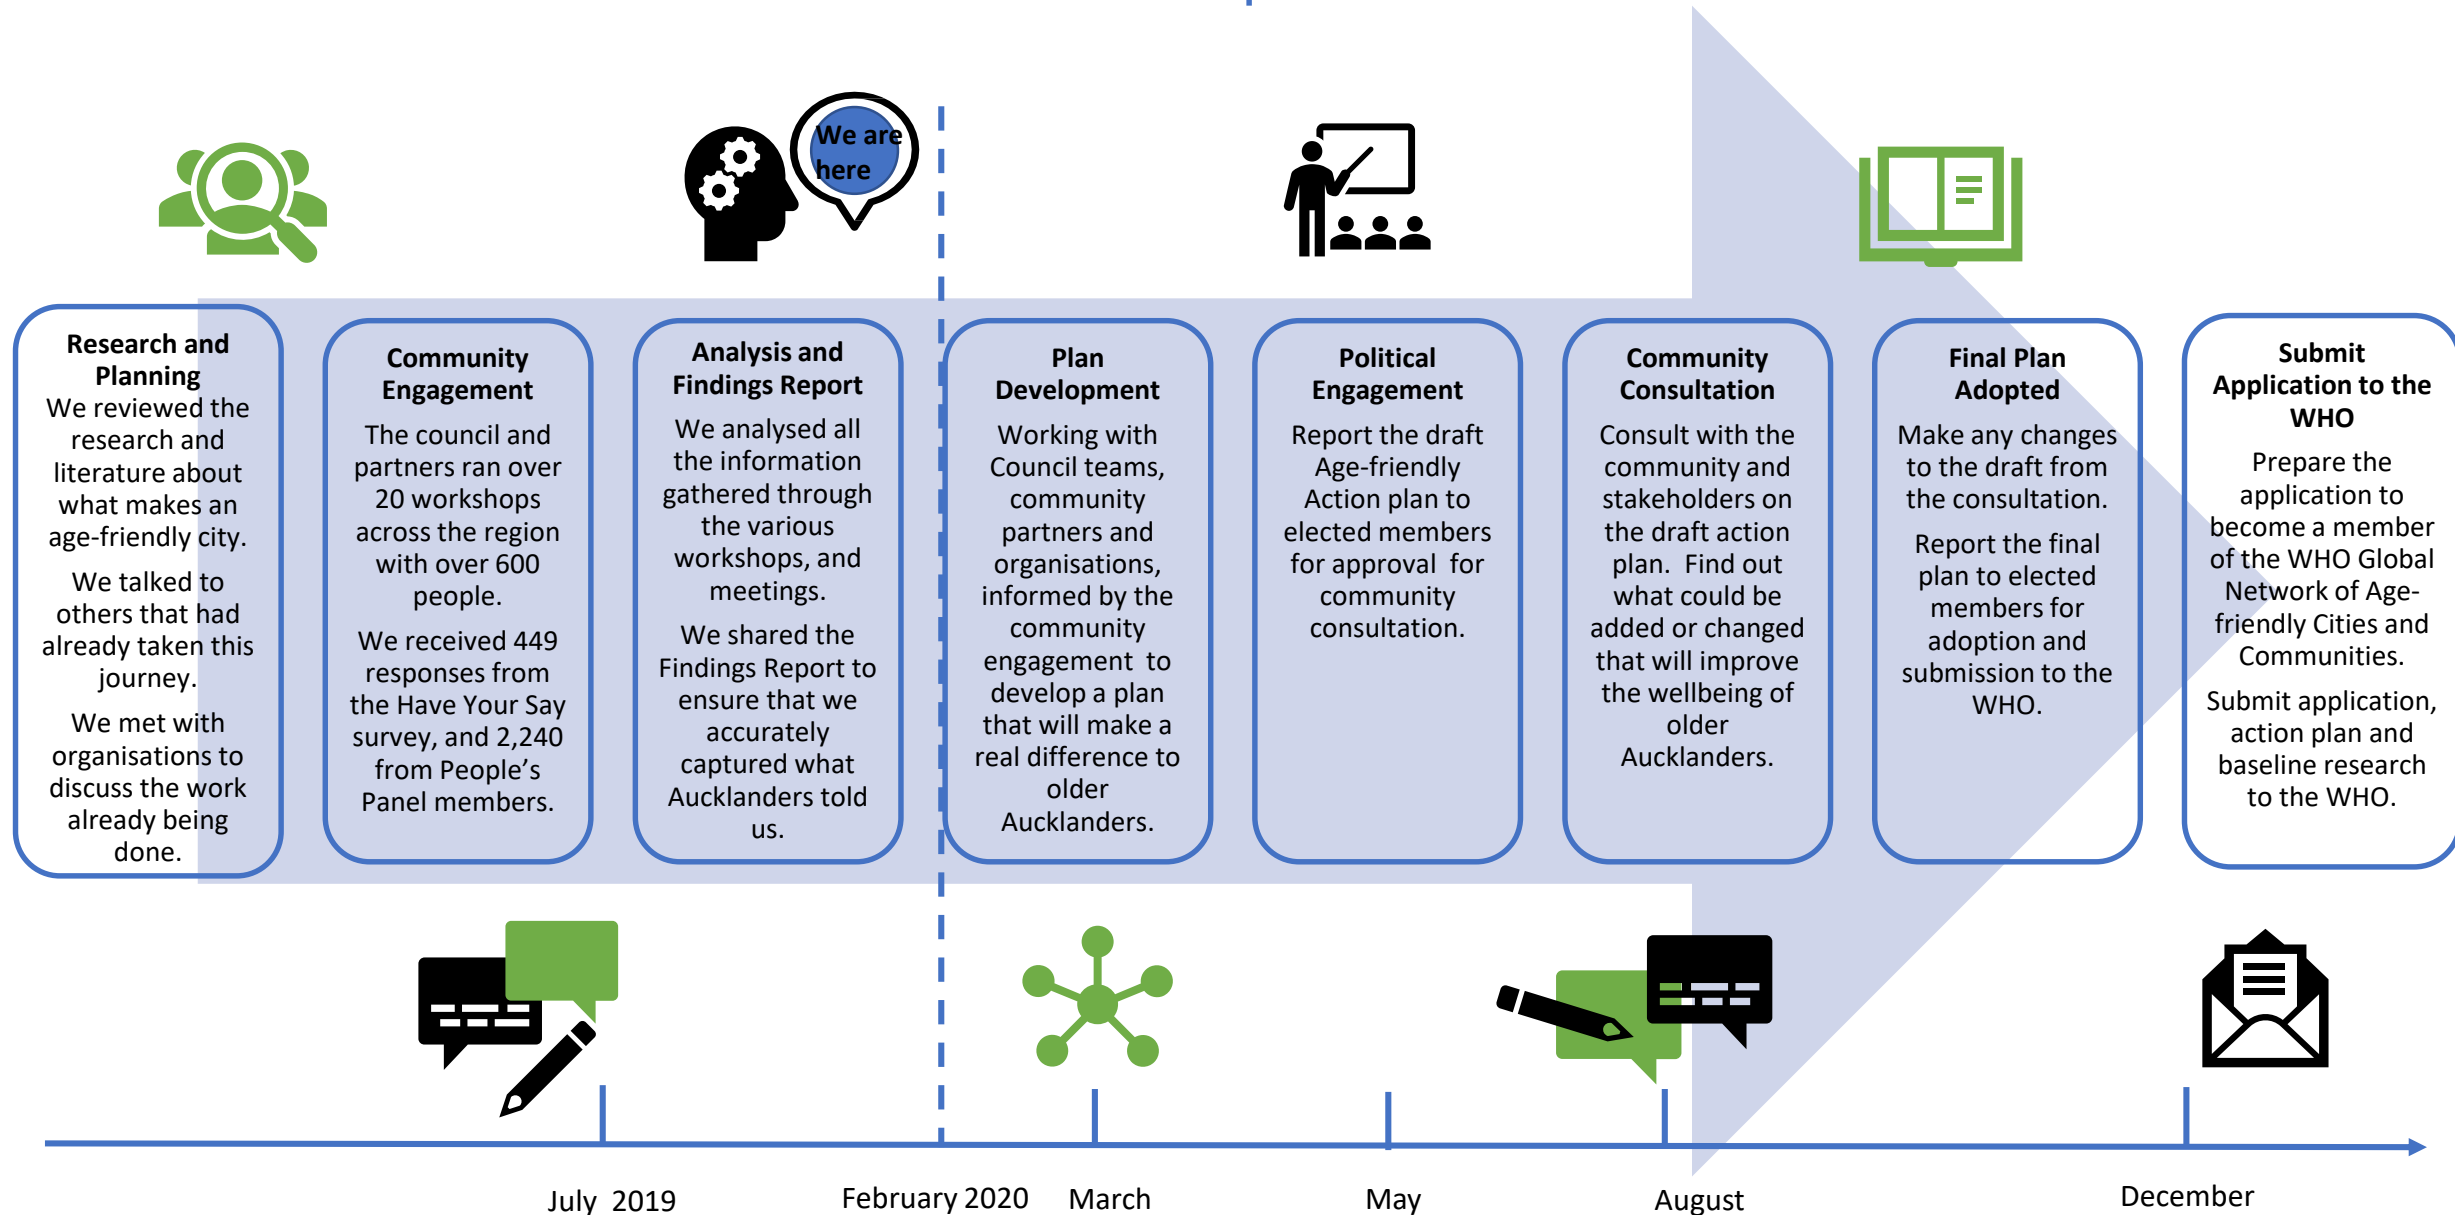 We are
here
Research and
Planning
We reviewed the
research and
literature about
what makes an
age-friendly city.
We talked to
others that had
already taken this
journey.
We met with
organisations to
discuss the work
already being
done.
Community
Engagement
The council and
partners ran over
20 workshops
across the region
with over 600
people.
We received 449
responses from
the Have Your Say
survey, and 2,240
from People’s
Panel members.
Analysis and
Findings Report
We analysed all
the information
gathered through
the various
workshops, and
meetings.
We shared the
Findings Report to
ensure that we
accurately
captured what
Aucklanders told
us.
Plan
Development
Working with
Council teams,
community
partners and
organisations,
informed by the
community
engagement to
develop a plan
that will make a
real difference to
older
Aucklanders.
Political
Engagement
Report the draft
Age-friendly
Action plan to
elected members
for approval for
community
consultation.
Community
Consultation
Consult with the
community and
stakeholders on
the draft action
plan. Find out
what could be
added or changed
that will improve
the wellbeing of
older
Aucklanders.
Final Plan
Adopted
Make any changes
to the draft from
the consultation.
Report the final
plan to elected
members for
adoption and
submission to the
WHO.
Submit
Application to the
WHO
Prepare the
application to
become a member
of the WHO Global
Network of Age-
friendly Cities and
Communities.
Submit application,
action plan and
baseline research
to the WHO.
July 2019
February 2020
March
May
August
December